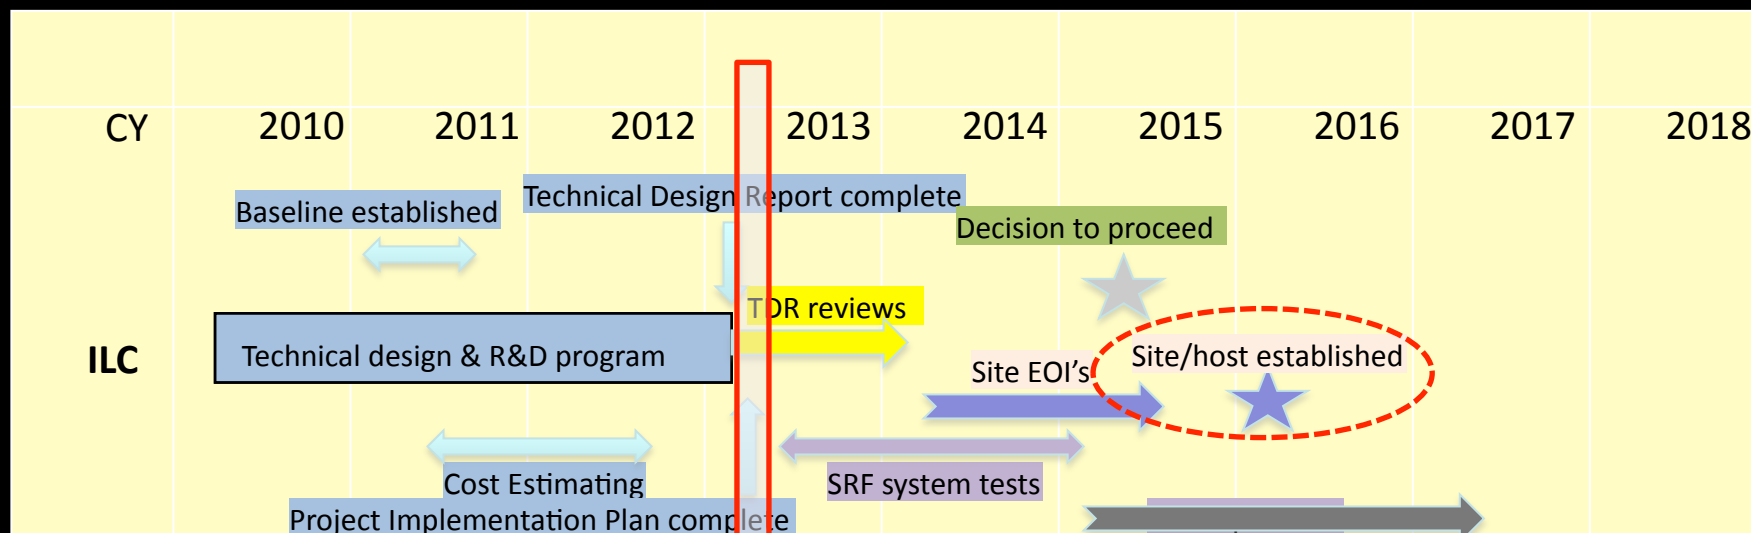 CY 2010 2011 2012 2013 2014 2015 2016 2017 2018
Technical Design Report complete
Baseline established
Decision to proceed
TDR reviews
ILC
Technical design & R&D program
Site/host established
Site EOI's
Cost Estimating
SRF system tests
Project Implementation Plan complete